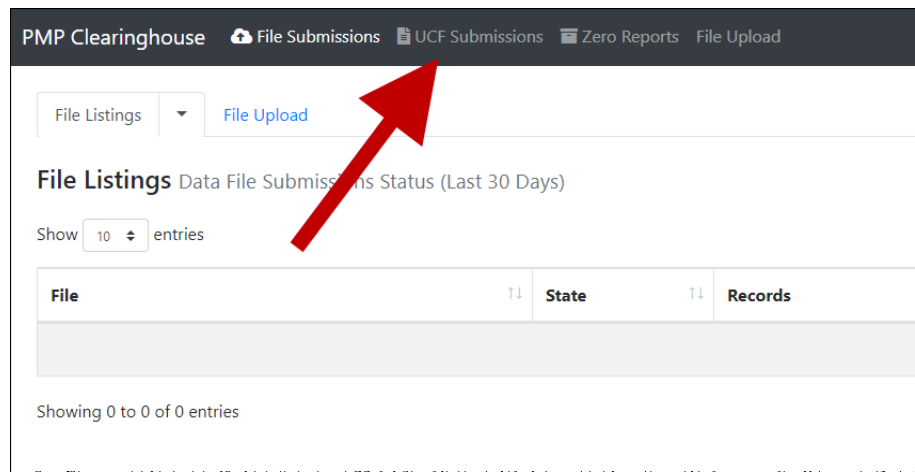 PMP Clearinghouse File Submissions UCF Submissions Zero Reports File Upload
File Listings File Upload
File Listings Data File Submissions Status (Last 30 Days)
Show 10 entries
File State Records
Showing 0 to 0 of 0 entries